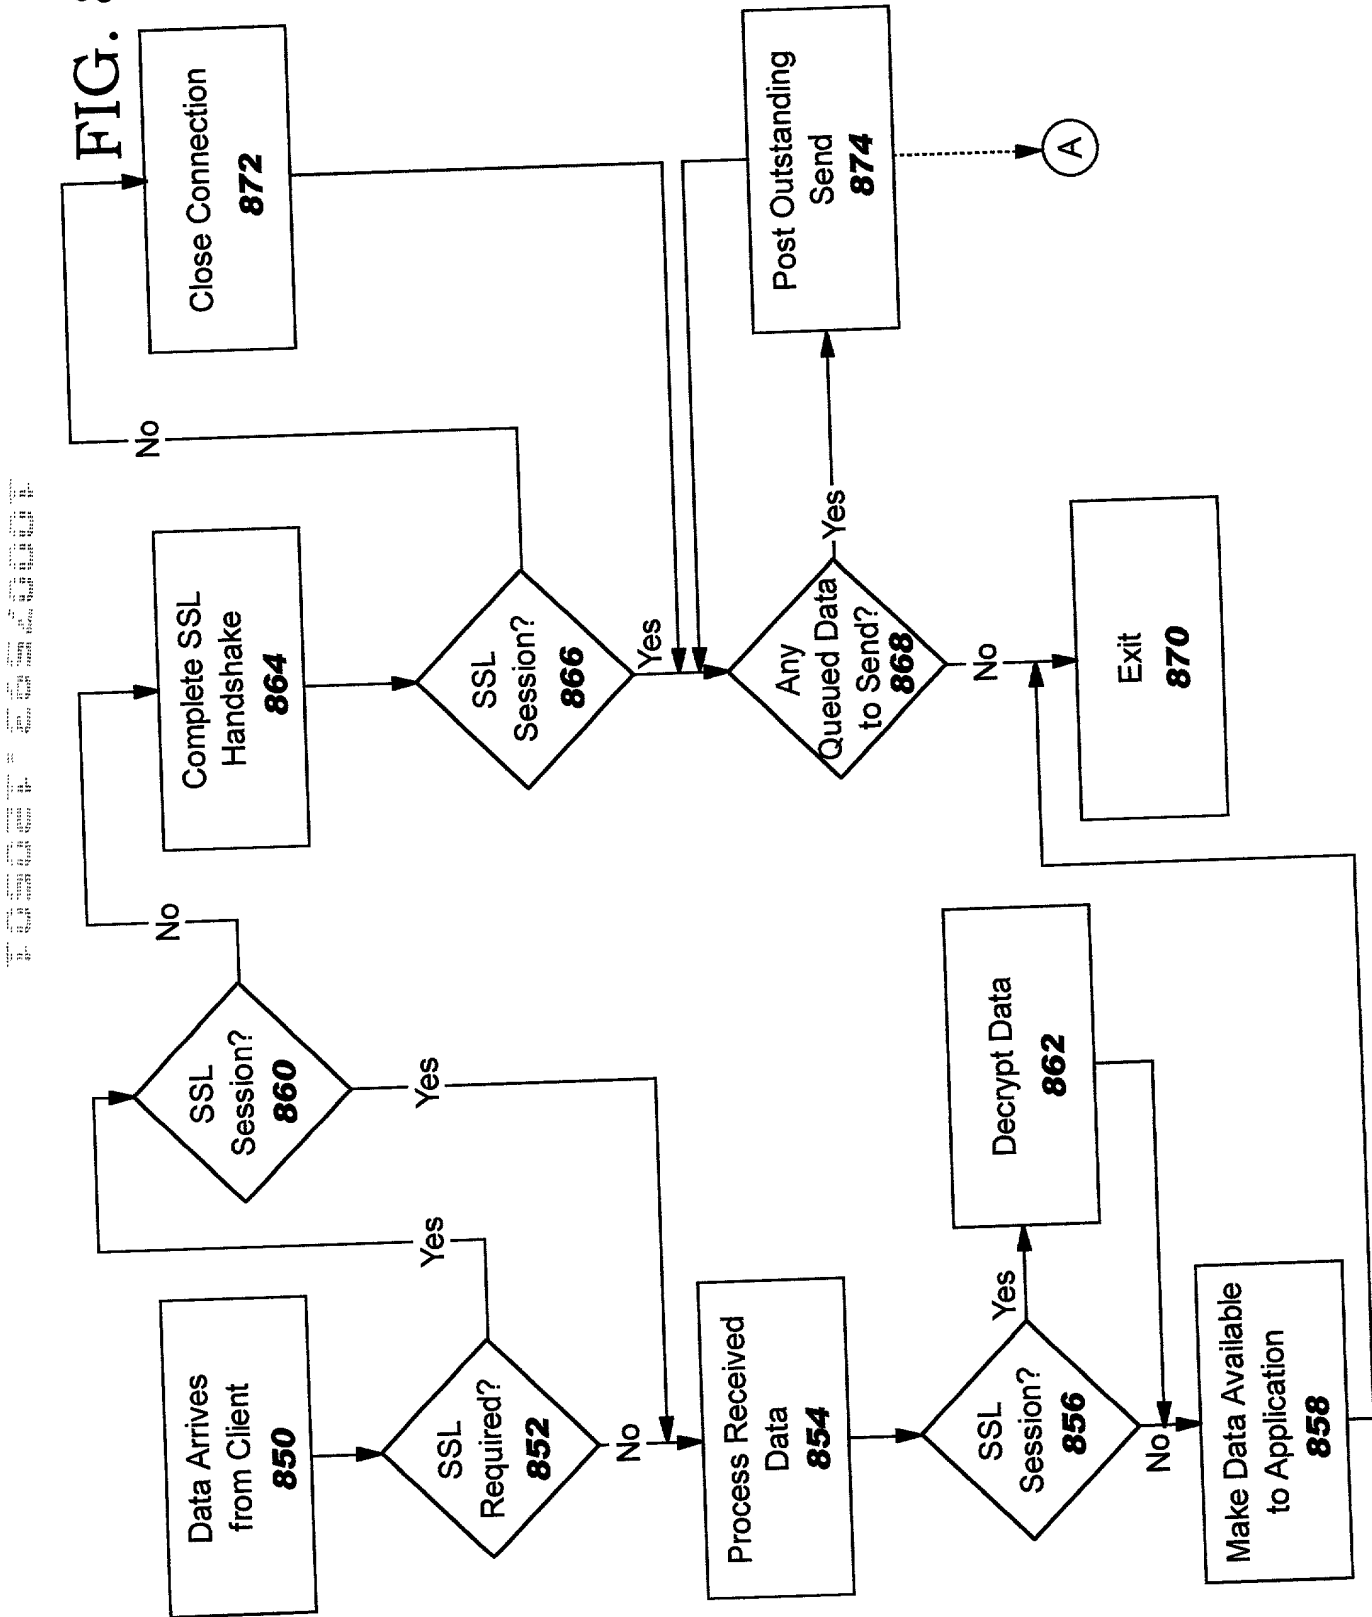 FIG. 8
Data Arrives
from Client
850
SSL
Required?
852
Yes
No
Process Received
Data
854
SSL
Session?
856
Yes
No
Decrypt Data
862
Make Data Available
to Application
858
SSL
Session?
860
No
Yes
Complete SSL
Handshake
864
SSL
Session?
866
No
Yes
Close Connection
872
Any
Queued Data
to Send?
868
Yes
No
Post Outstanding
Send
874
A
Exit
870